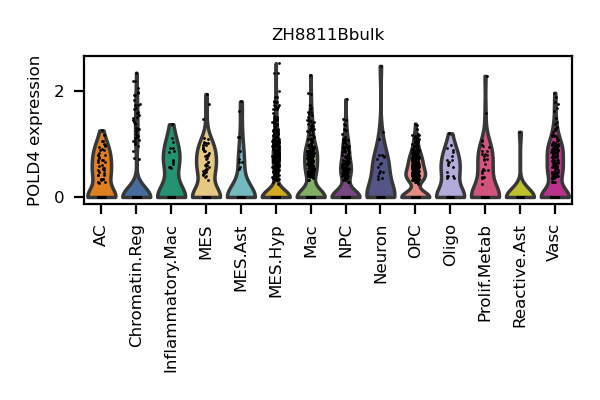 ZH8811Bbulk
POLD4 expression
2
0
AC
Chromatin.Reg
Inflammatory.Mac
MES
MES.Ast
MES.Hyp
Mac
NPC
Neuron
OPC
Oligo
Prolif.Metab
Reactive.Ast
Vasc